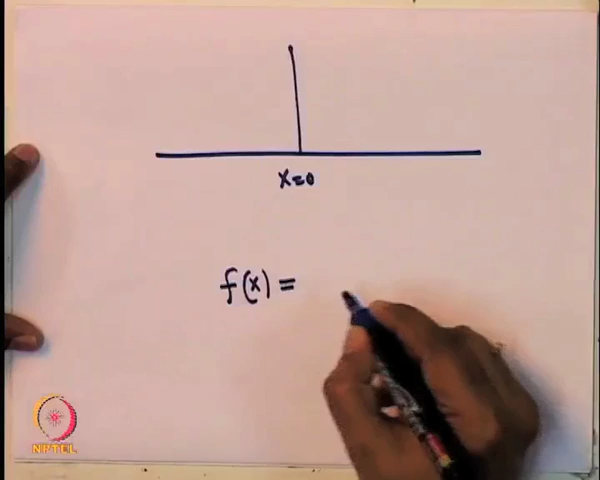 x=0
f(x) =
NPTEL